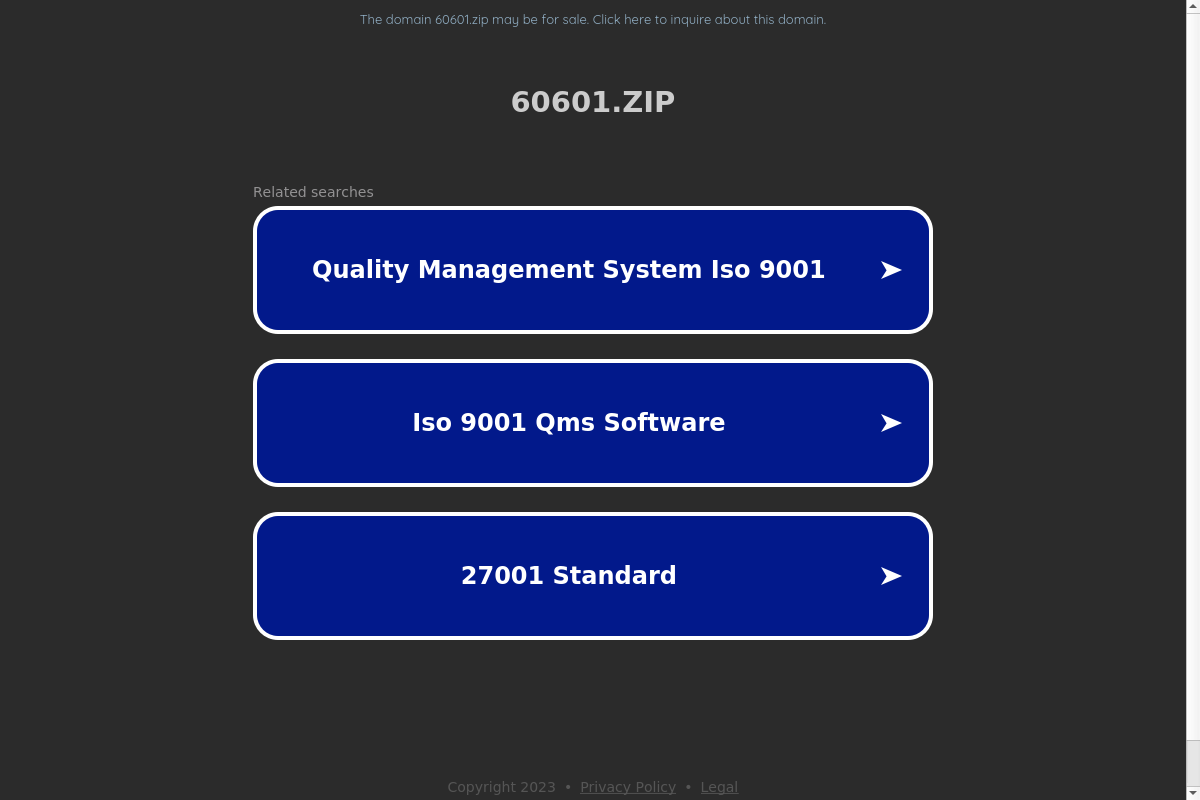 The domain 60601.zip may be for sale. Click here to inquire about this domain.
60601.ZIP
Related searches
Quality Management System Iso 9001
Iso 9001 Qms Software
27001 Standard
Copyright 2023 • Privacy Policy • Legal